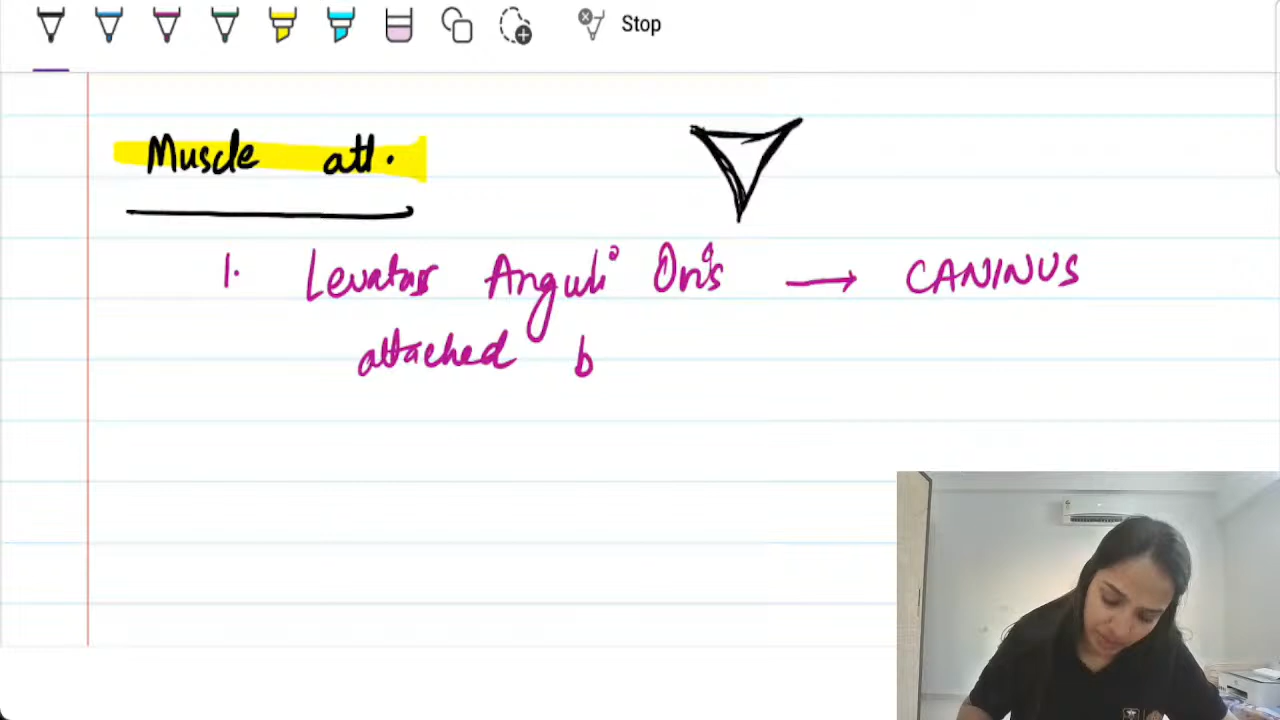 Stop
Muscle att.
1. Levator Anguli Oris → CANINUS
attached b